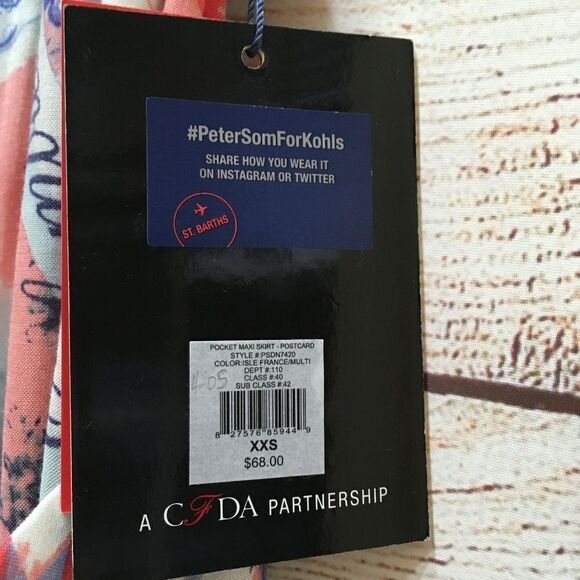 #PeterSomForKohls
SHARE HOW YOU WEAR IT
ON INSTAGRAM OR TWITTER
ST. BARTHS
POCKET MAXI SKIRT - POSTCARD
STYLE #:PSDN7420
COLOR:ISLE FRANCE/MULTI
DEPT #:110
CLASS #:40
SUB CLASS #:42
8 27576 85944 9
XXS
$68.00
A CFDA PARTNERSHIP